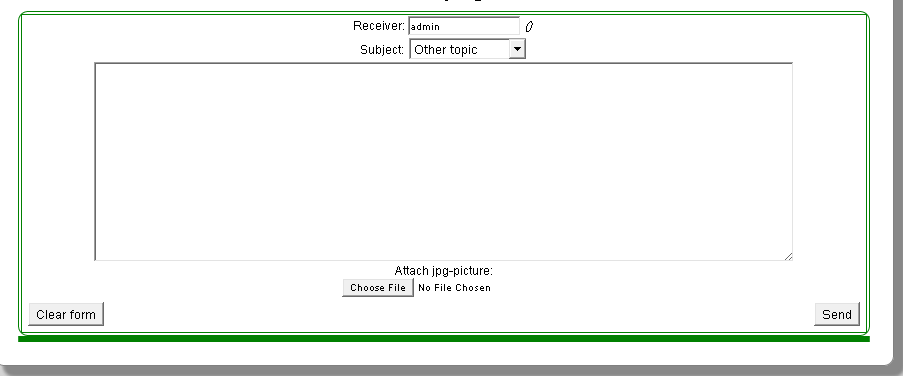 Receiver: admin
Subject: Other topic
Attach jpg-picture:
Choose File No File Chosen
Clear form Send